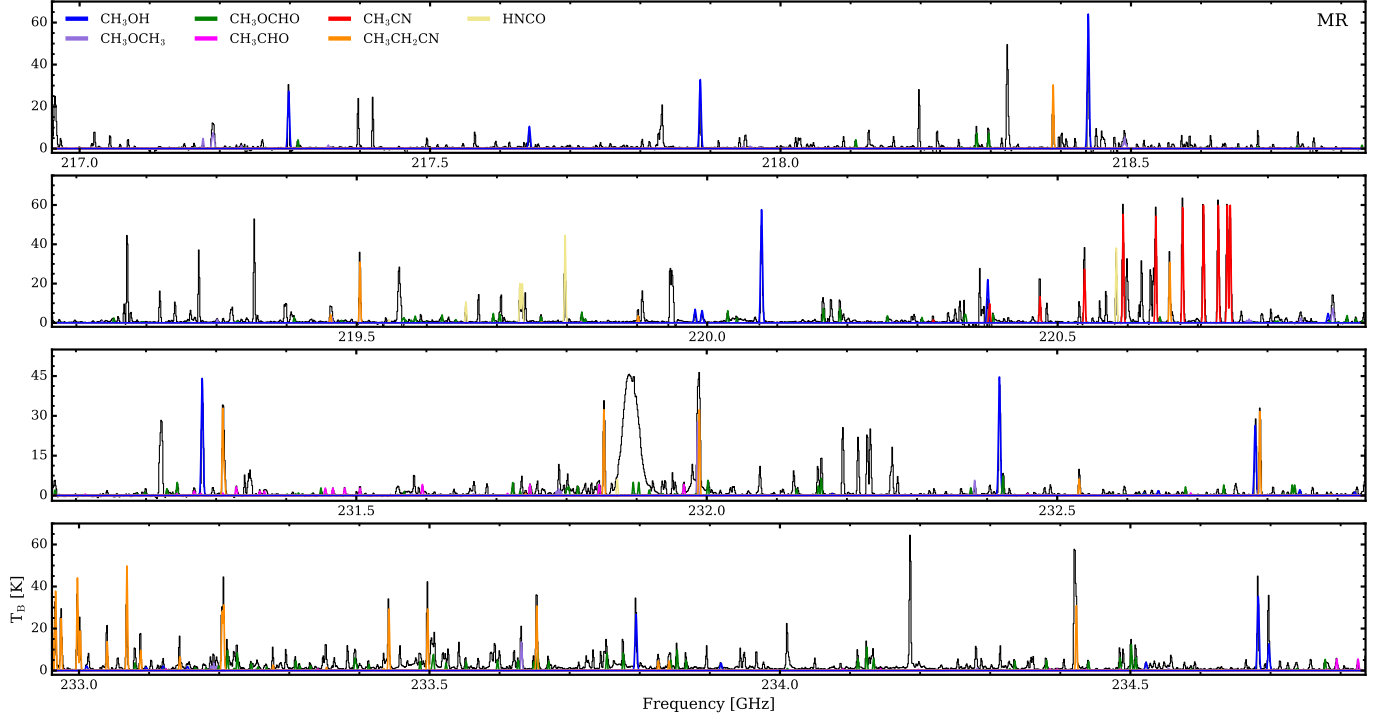 CH₃OH CH₃OCHO CH₃CN HNCO MR
CH₃OCH₃ CH₃CHO CH₃CH₂CN
60
40
20
0
217.0 217.5 218.0 218.5
60
40
20
0
219.5 220.0 220.5
45
30
15
0
231.5 232.0 232.5
60
40
20
0
233.0 233.5 234.0 234.5
T_B [K]
Frequency [GHz]